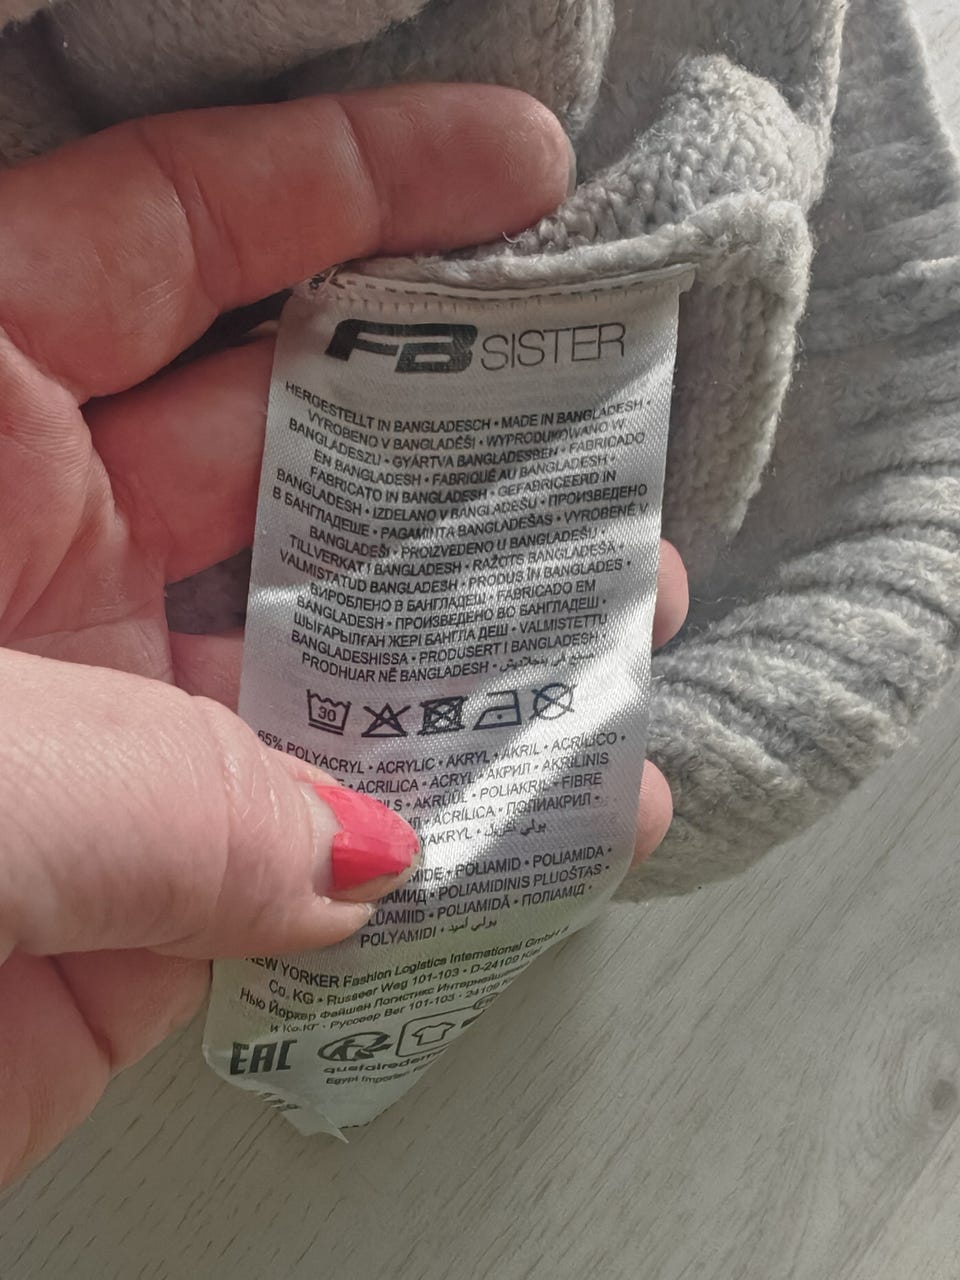 FB SISTER
HERGESTELLT IN BANGLADESCH • MADE IN BANGLADESH •
VYROBENO V BANGLADÉŠI • WYPRODUKOWANO W
BANGLADESZU • GYÁRTVA BANGLADESBEN • FABRICADO
EN BANGLADESH • FABRIQUÉ AU BANGLADESH •
FABRICATO IN BANGLADESH • GEFABRICEERD IN
BANGLADESH • IZDELANO V BANGLADEŠU • ПРОИЗВЕДЕНО
В БАНГЛАДЕШЕ • PAGAMINTA BANGLADEŠAS • VYROBENÉ V
BANGLADÉŠI • PROIZVEDENO U BANGLADEŠU •
TILLVERKAT I BANGLADESH • RAŽOTS BANGLADEŠĀ •
VALMISTATUD BANGLADESH • PRODUS IN BANGLADES •
ВИРОБЛЕНО В БАНГЛАДЕШ • FABRICADO EM
BANGLADESH • ПРОИЗВЕДЕНО ВО БАНГЛАДЕШ •
ШЫҒАРЫЛҒАН ЖЕРІ БАНГЛА ДЕШ • VALMISTETTU
BANGLADESHISSA • PRODUSERT I BANGLADESH •
PRODHUAR NË BANGLADESH • صنع في بنجلاديش
30
65% POLYACRYL • ACRYLIC • AKRYL • AKRIL • ACRÍLICO •
• ACRILICA • ACRYL • АКРИЛ • AKRILINIS
• AKRÜÜL • POLIAKRIL • FIBRE
• ACRÍLICA • ПОЛИАКРИЛ •
• بولي أكريل
• POLIAMID • POLIAMIDA •
• POLIAMIDINIS PLUOŠTAS •
• POLIAMIDĂ • ПОЛІАМІД •
POLYAMIDI • بولي أميد
NEW YORKER Fashion Logistics International GmbH &
Co. KG • Russeer Weg 101-103 • D-24109 Kiel
Нью Йоркер Фэйшен Логистикс Интернейшенел
и Ко.КГ • Руссеер Вег 101-103 • 24109
EAC
quefairedeme
Egypt Importer